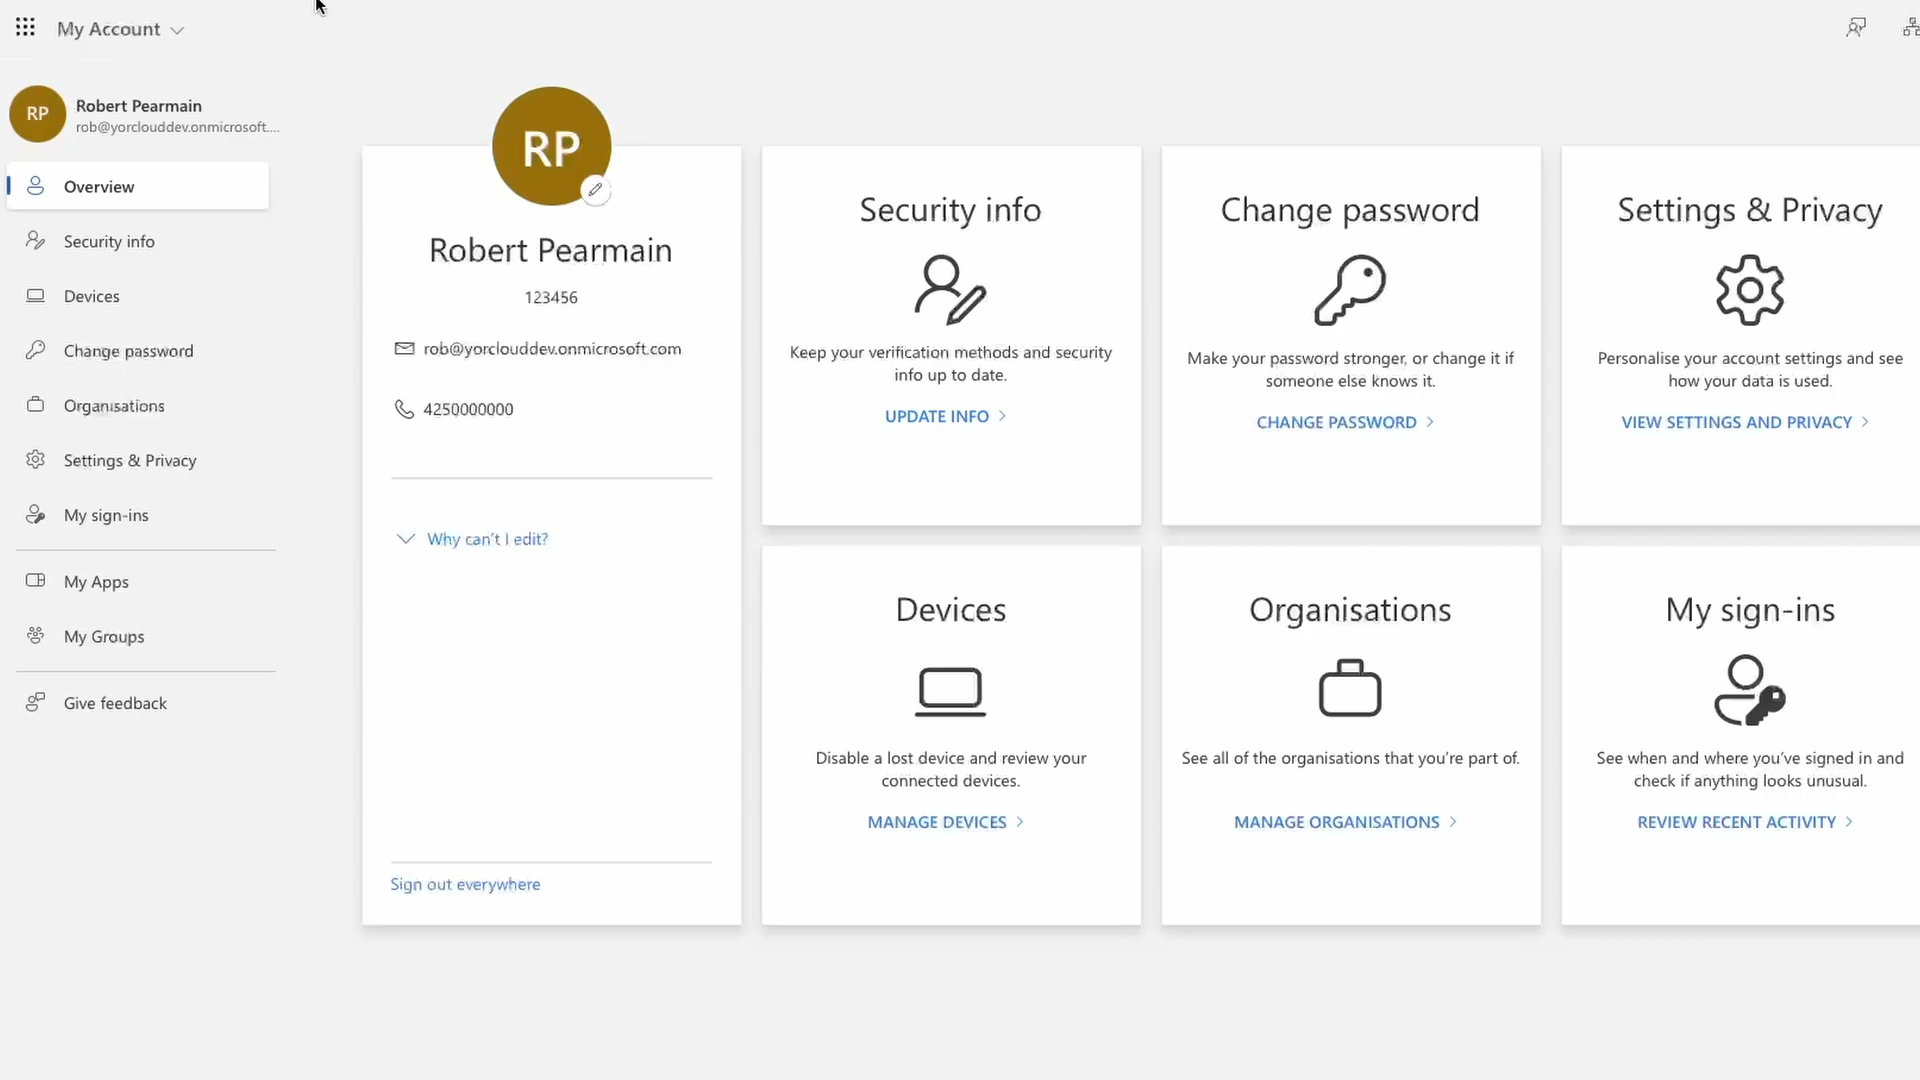 My Account
RP
Robert Pearmain
rob@yorclouddev.onmicrosoft....
Overview
Security info
Devices
Change password
Organisations
Settings & Privacy
My sign-ins
My Apps
My Groups
Give feedback
RP
Robert Pearmain
123456
rob@yorclouddev.onmicrosoft.com
4250000000
Why can't I edit?
Sign out everywhere
Security info
Keep your verification methods and security
info up to date.
UPDATE INFO
Change password
Make your password stronger, or change it if
someone else knows it.
CHANGE PASSWORD
Settings & Privacy
Personalise your account settings and see
how your data is used.
VIEW SETTINGS AND PRIVACY
Devices
Disable a lost device and review your
connected devices.
MANAGE DEVICES
Organisations
See all of the organisations that you're part of.
MANAGE ORGANISATIONS
My sign-ins
See when and where you've signed in and
check if anything looks unusual.
REVIEW RECENT ACTIVITY